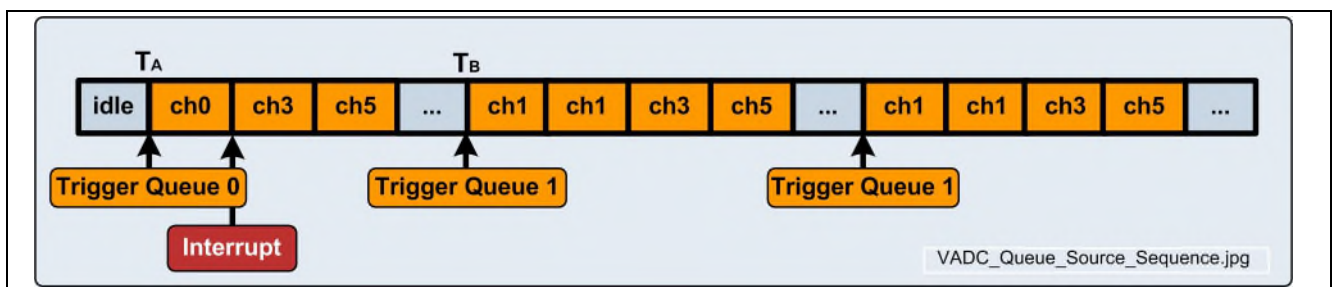 TA TB
idle ch0 ch3 ch5 ... ch1 ch1 ch3 ch5 ... ch1 ch1 ch3 ch5 ...
Trigger Queue 0 Trigger Queue 1 Trigger Queue 1
Interrupt
VADC_Queue_Source_Sequence.jpg